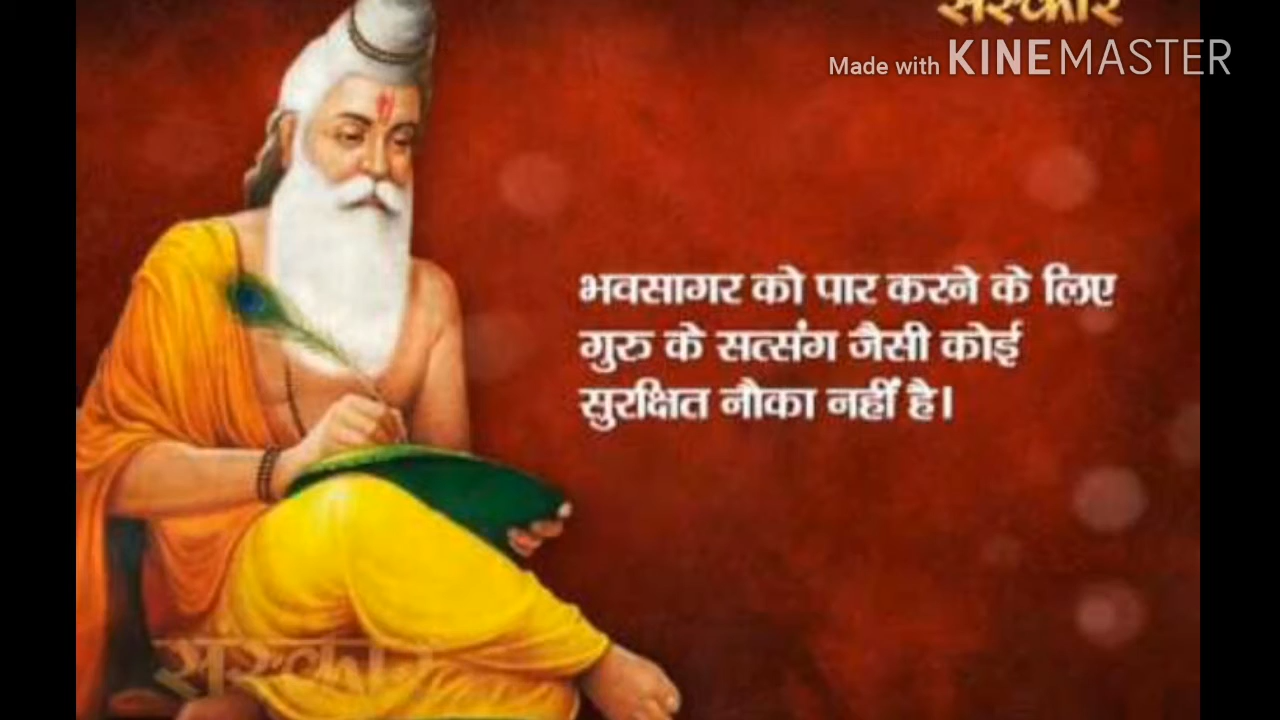 संस्कार
Made with KINEMASTER
भवसागर को पार करने के लिए
गुरु के सत्संग जैसी कोई
सुरक्षित नौका नहीं है।
संस्कार